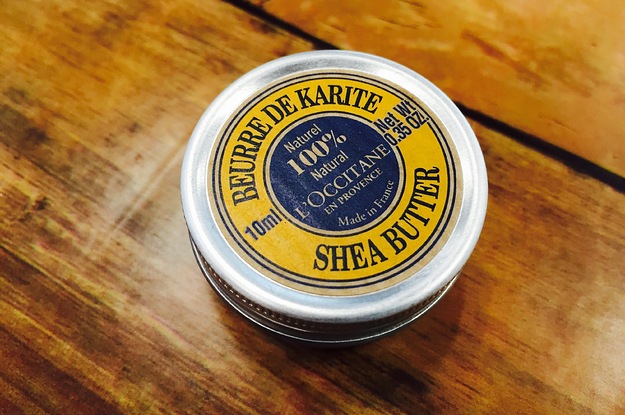 BEURRE DE KARITE
Net Wt.
0.35 OZ.
Naturel
100%
Natural
L'OCCITANE
EN PROVENCE
Made in France
10ml
SHEA BUTTER